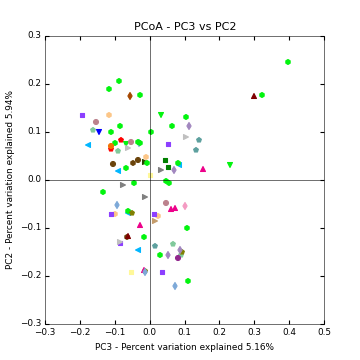 PCoA - PC3 vs PC2
PC2 - Percent variation explained 5.94%
0.3
0.2
0.1
0.0
−0.1
−0.2
−0.3
−0.3 −0.2 −0.1 0.0 0.1 0.2 0.3 0.4 0.5
PC3 - Percent variation explained 5.16%